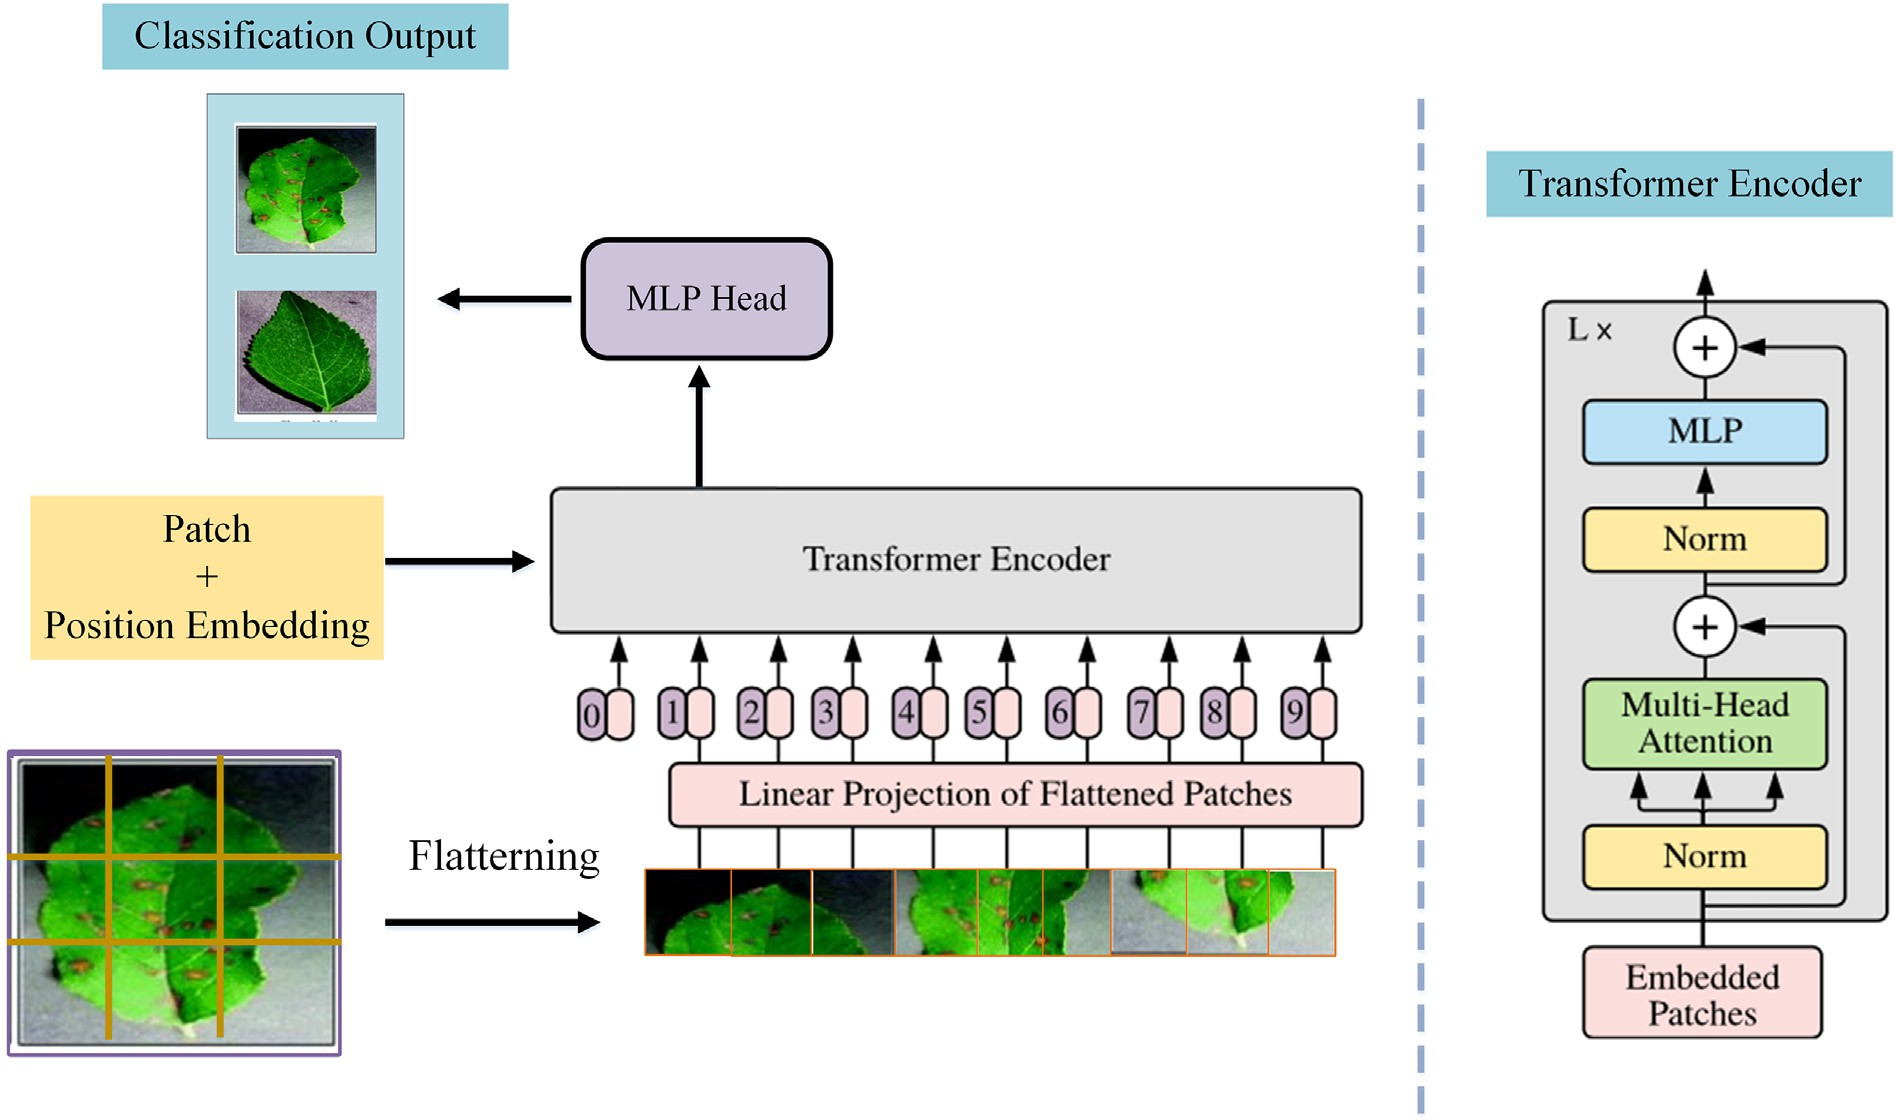 Classification Output
MLP Head
Patch
+
Position Embedding
Transformer Encoder
0 1 2 3 4 5 6 7 8 9
Linear Projection of Flattened Patches
Flatterning
Transformer Encoder
L ×
+
MLP
Norm
+
Multi-Head
Attention
Norm
Embedded
Patches